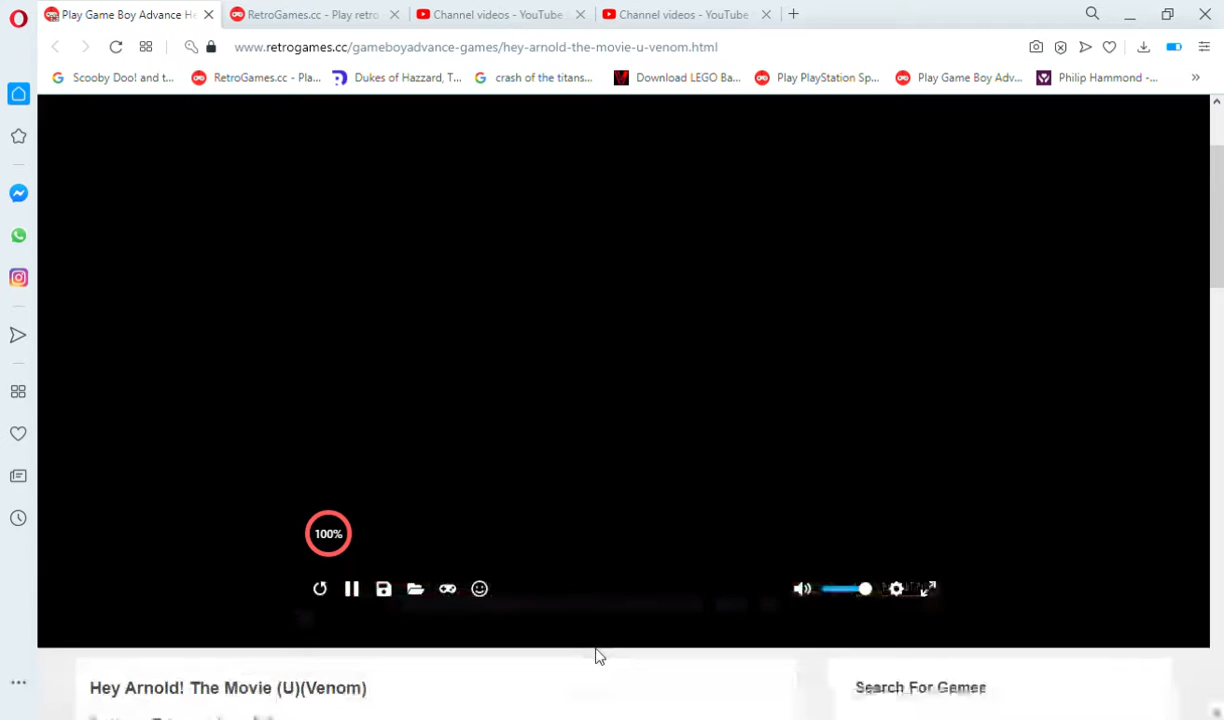 Play Game Boy Advance He
RetroGames.cc - Play retro
Channel videos - YouTube
Channel videos - YouTube
www.retrogames.cc/gameboyadvance-games/hey-arnold-the-movie-u-venom.html
Scooby Doo! and t...
RetroGames.cc - Pla...
Dukes of Hazzard, T...
crash of the titans...
Download LEGO Ba...
Play PlayStation Sp...
Play Game Boy Adv...
Philip Hammond -...
100%
Hey Arnold! The Movie (U)(Venom)
Search For Games